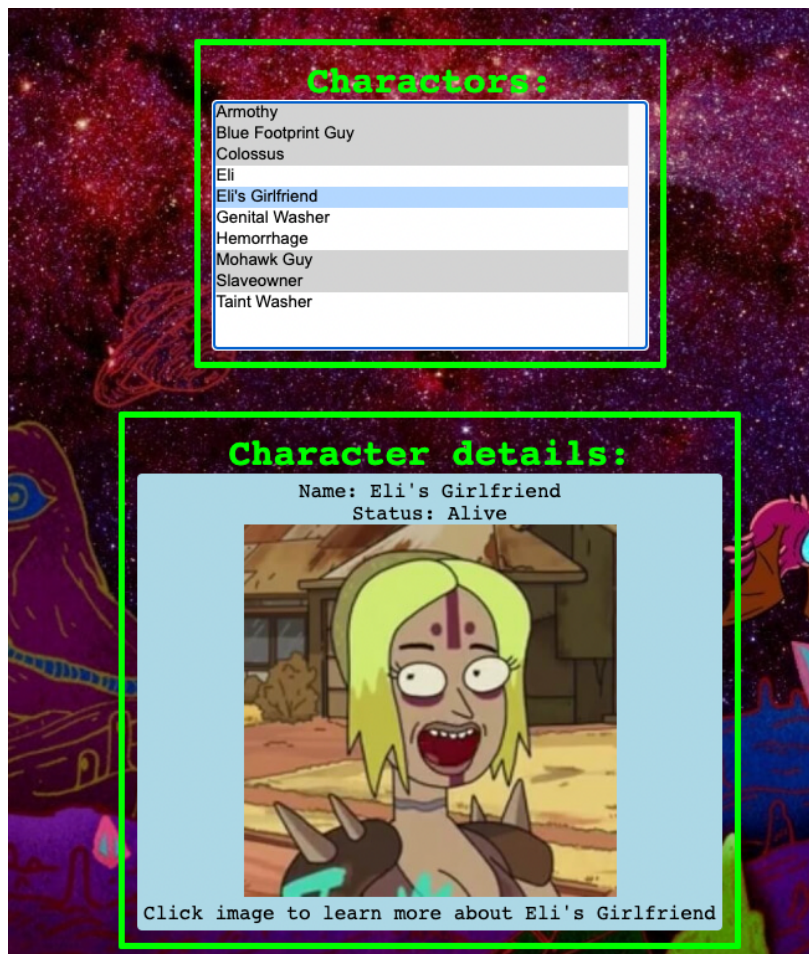 Charactors:
Armothy
Blue Footprint Guy
Colossus
Eli
Eli's Girlfriend
Genital Washer
Hemorrhage
Mohawk Guy
Slaveowner
Taint Washer
Character details:
Name: Eli's Girlfriend
Status: Alive
Click image to learn more about Eli's Girlfriend